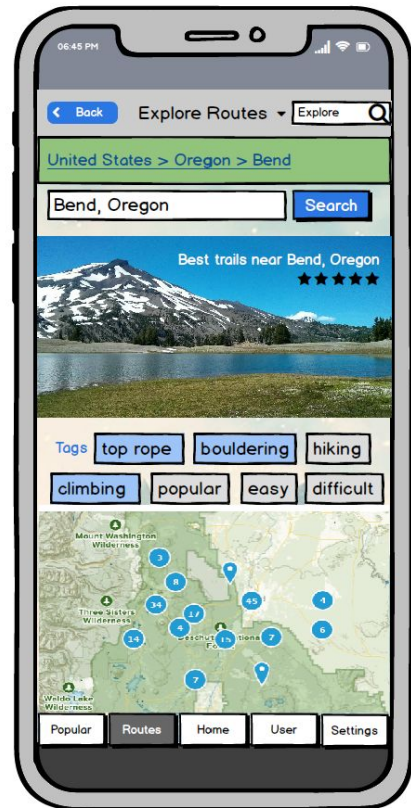 06:45 PM
Back
Explore Routes
Explore
United States > Oregon > Bend
Bend, Oregon
Search
Best trails near Bend, Oregon
Tags
top rope
bouldering
hiking
climbing
popular
easy
difficult
Mount Washington
Wilderness
3
8
34
17
45
4
Three Sisters
Wilderness
4
6
14
15
7
7
Waldo Lake
Wilderness
Popular
Routes
Home
User
Settings